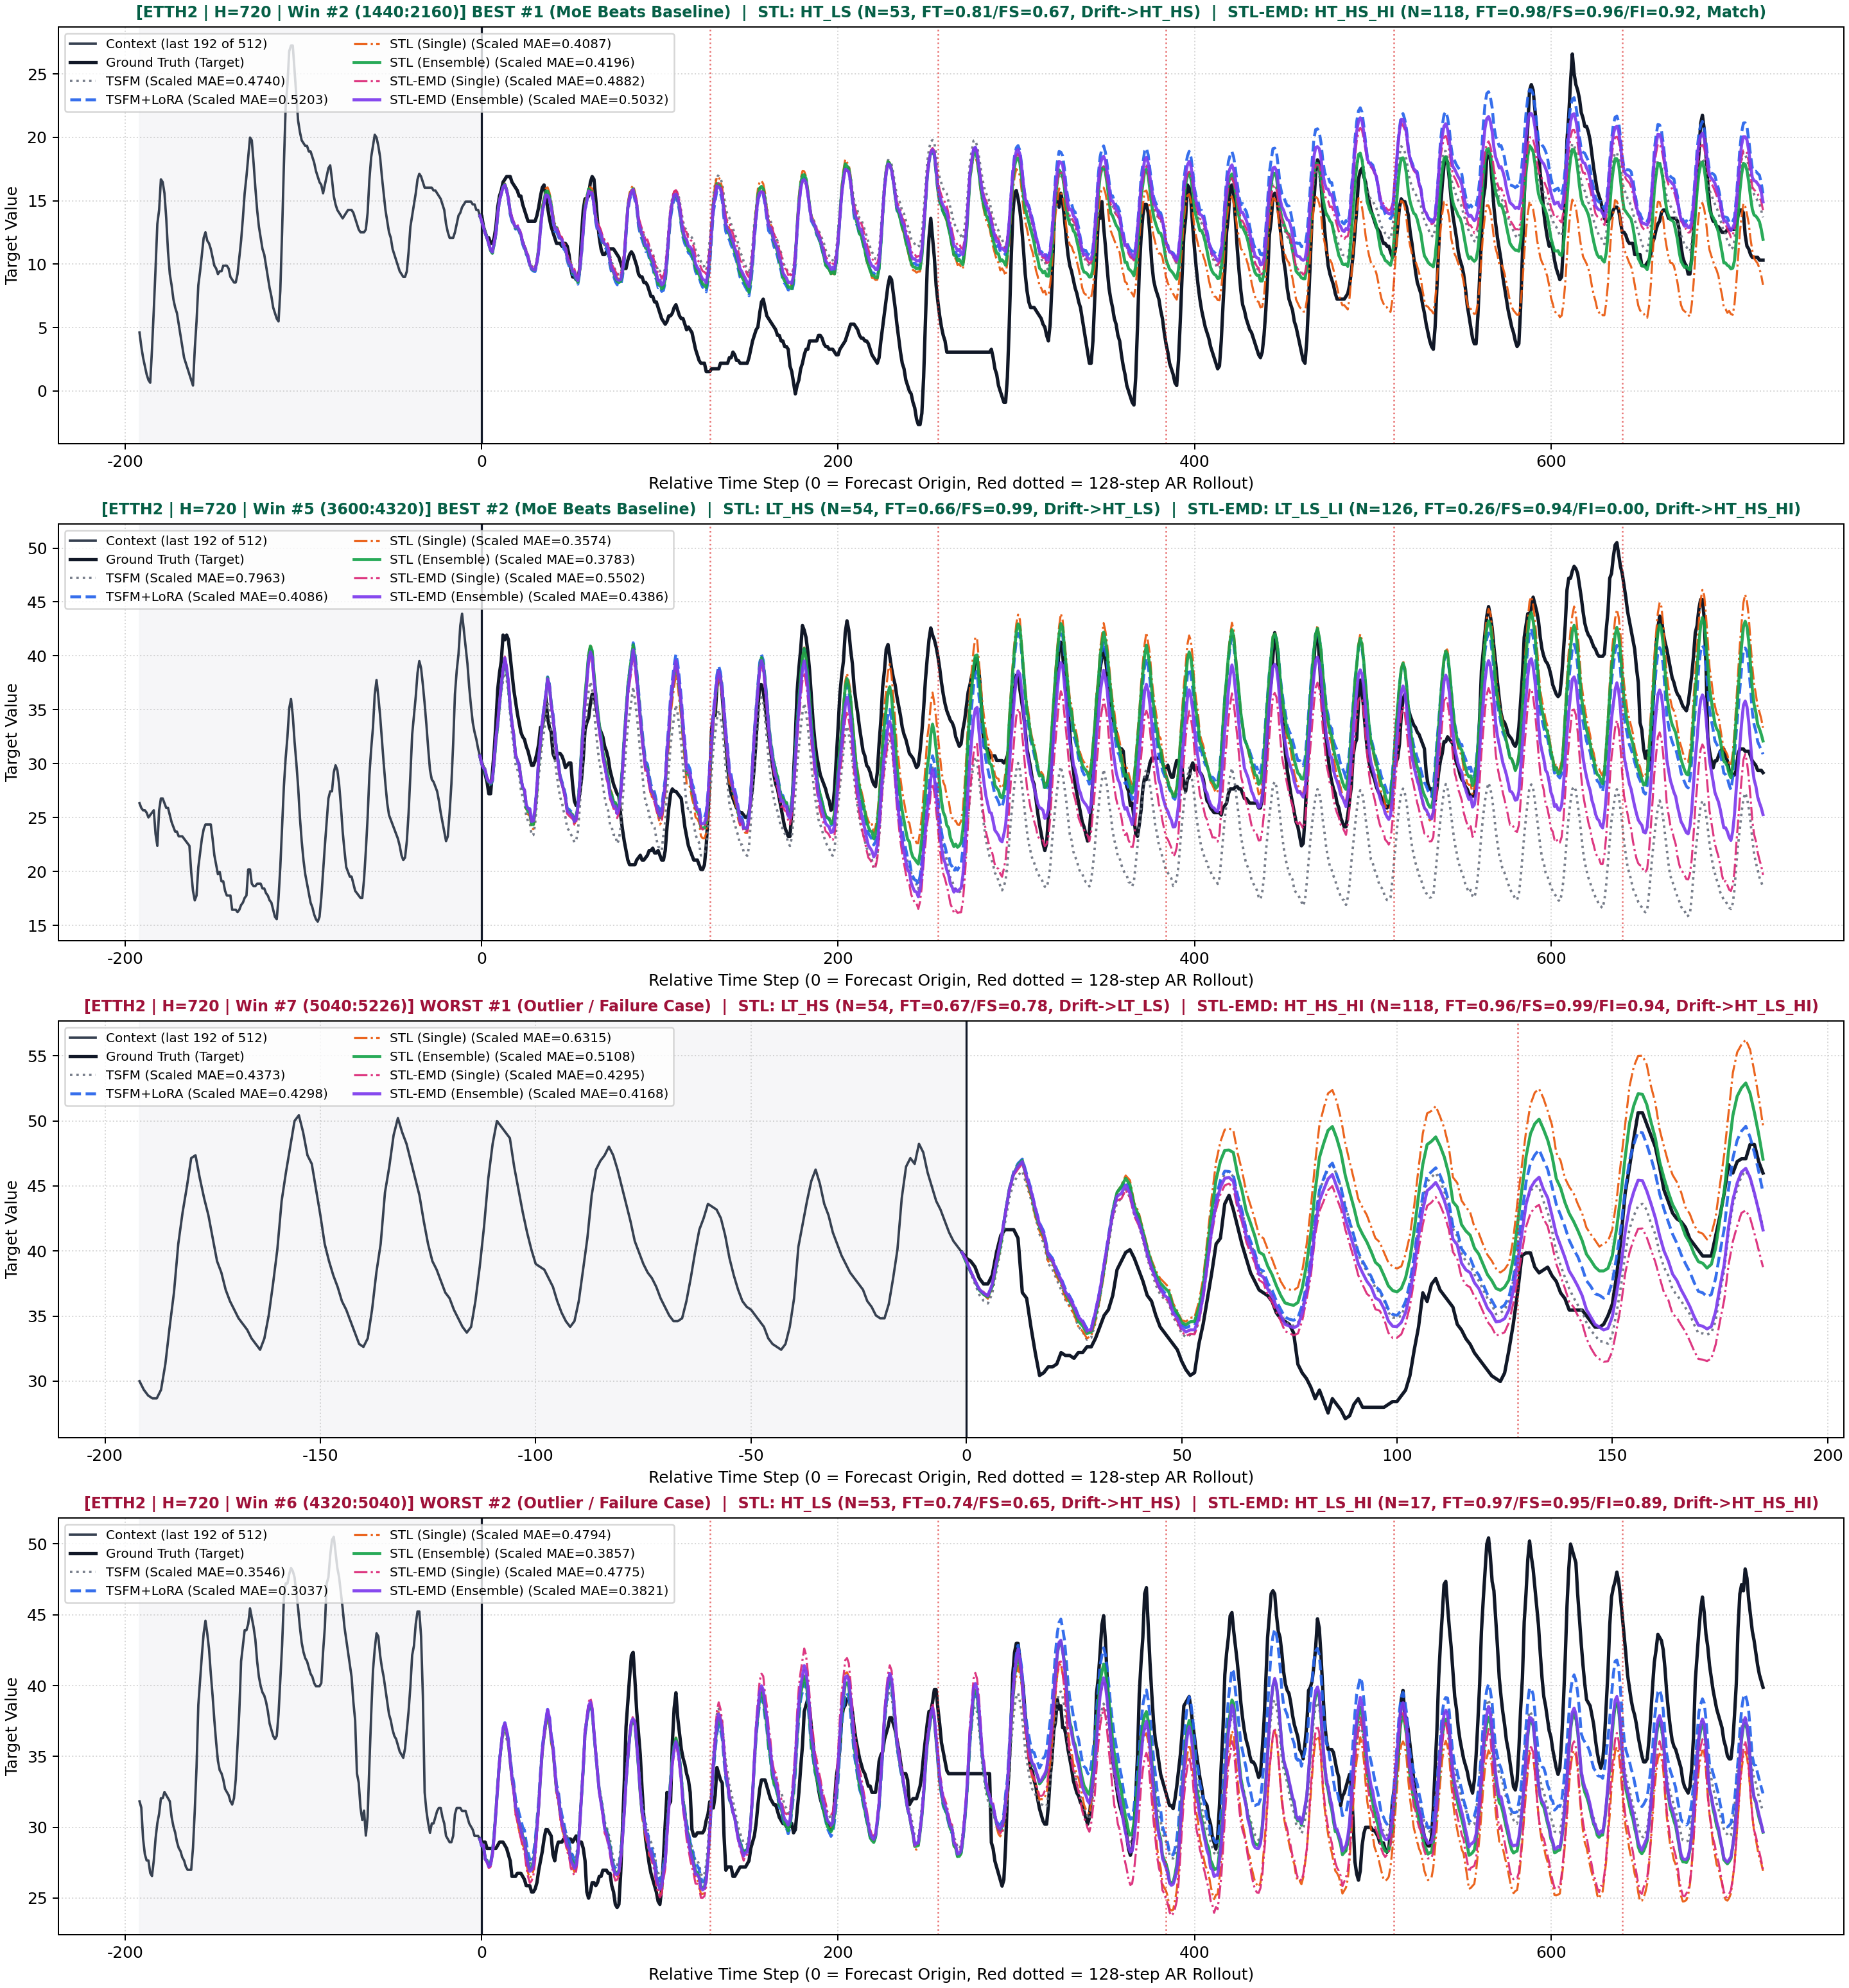 [ETTH2 | H=720 | Win #2 (1440:2160)] BEST #1 (MoE Beats Baseline) | STL: HT_LS (N=53, FT=0.81/FS=0.67, Drift->HT_HS) | STL-EMD: HT_HS_HI (N=118, FT=0.98/FS=0.96/FI=0.92, Match)
Context (last 192 of 512)
Ground Truth (Target)
TSFM (Scaled MAE=0.4740)
TSFM+LoRA (Scaled MAE=0.5203)
STL (Single) (Scaled MAE=0.4087)
STL (Ensemble) (Scaled MAE=0.4196)
STL-EMD (Single) (Scaled MAE=0.4882)
STL-EMD (Ensemble) (Scaled MAE=0.5032)
Target Value
25
20
15
10
5
0
-200 0 200 400 600
Relative Time Step (0 = Forecast Origin, Red dotted = 128-step AR Rollout)
[ETTH2 | H=720 | Win #5 (3600:4320)] BEST #2 (MoE Beats Baseline) | STL: LT_HS (N=54, FT=0.66/FS=0.99, Drift->HT_LS) | STL-EMD: LT_LS_LI (N=126, FT=0.26/FS=0.94/FI=0.00, Drift->HT_HS_HI)
Context (last 192 of 512)
Ground Truth (Target)
TSFM (Scaled MAE=0.7963)
TSFM+LoRA (Scaled MAE=0.4086)
STL (Single) (Scaled MAE=0.3574)
STL (Ensemble) (Scaled MAE=0.3783)
STL-EMD (Single) (Scaled MAE=0.5502)
STL-EMD (Ensemble) (Scaled MAE=0.4386)
Target Value
50
45
40
35
30
25
20
15
-200 0 200 400 600
Relative Time Step (0 = Forecast Origin, Red dotted = 128-step AR Rollout)
[ETTH2 | H=720 | Win #7 (5040:5226)] WORST #1 (Outlier / Failure Case) | STL: LT_HS (N=54, FT=0.67/FS=0.78, Drift->LT_LS) | STL-EMD: HT_HS_HI (N=118, FT=0.96/FS=0.99/FI=0.94, Drift->HT_LS_HI)
Context (last 192 of 512)
Ground Truth (Target)
TSFM (Scaled MAE=0.4373)
TSFM+LoRA (Scaled MAE=0.4298)
STL (Single) (Scaled MAE=0.6315)
STL (Ensemble) (Scaled MAE=0.5108)
STL-EMD (Single) (Scaled MAE=0.4295)
STL-EMD (Ensemble) (Scaled MAE=0.4168)
Target Value
55
50
45
40
35
30
-200 -150 -100 -50 0 50 100 150 200
Relative Time Step (0 = Forecast Origin, Red dotted = 128-step AR Rollout)
[ETTH2 | H=720 | Win #6 (4320:5040)] WORST #2 (Outlier / Failure Case) | STL: HT_LS (N=53, FT=0.74/FS=0.65, Drift->HT_HS) | STL-EMD: HT_LS_HI (N=17, FT=0.97/FS=0.95/FI=0.89, Drift->HT_HS_HI)
Context (last 192 of 512)
Ground Truth (Target)
TSFM (Scaled MAE=0.3546)
TSFM+LoRA (Scaled MAE=0.3037)
STL (Single) (Scaled MAE=0.4794)
STL (Ensemble) (Scaled MAE=0.3857)
STL-EMD (Single) (Scaled MAE=0.4775)
STL-EMD (Ensemble) (Scaled MAE=0.3821)
Target Value
50
45
40
35
30
25
-200 0 200 400 600
Relative Time Step (0 = Forecast Origin, Red dotted = 128-step AR Rollout)